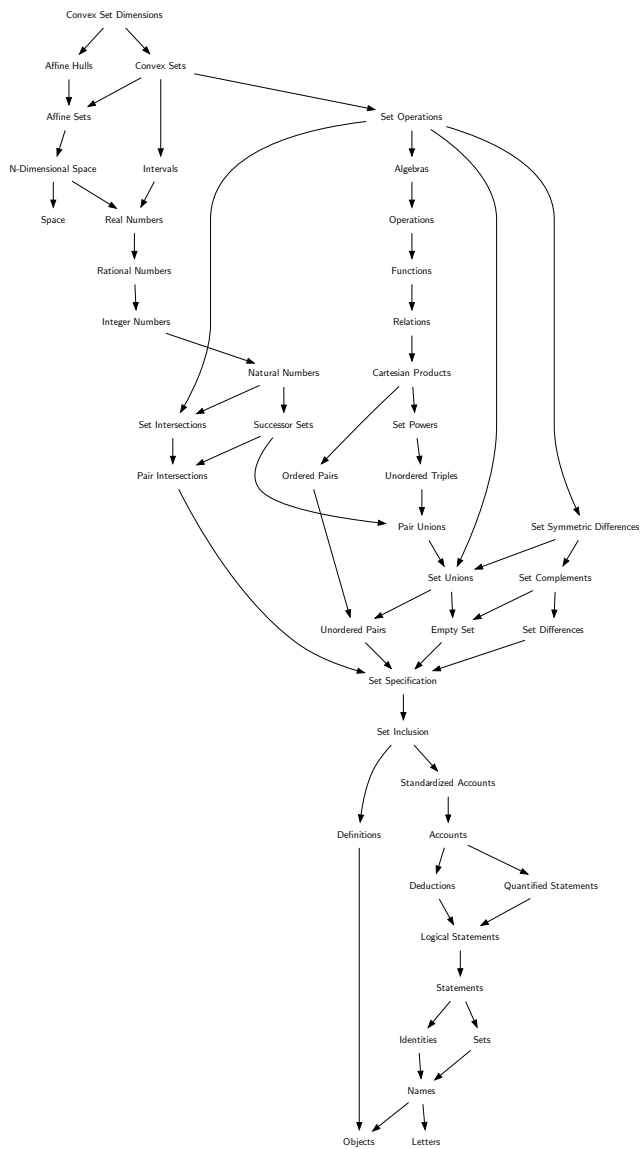 Convex Set Dimensions
Affine Hulls
Convex Sets
Affine Sets
Set Operations
N-Dimensional Space
Intervals
Algebras
Space
Real Numbers
Operations
Rational Numbers
Functions
Integer Numbers
Relations
Natural Numbers
Cartesian Products
Set Intersections
Successor Sets
Set Powers
Pair Intersections
Ordered Pairs
Unordered Triples
Pair Unions
Set Symmetric Differences
Set Unions
Set Complements
Unordered Pairs
Empty Set
Set Differences
Set Specification
Set Inclusion
Standardized Accounts
Definitions
Accounts
Deductions
Quantified Statements
Logical Statements
Statements
Identities
Sets
Names
Objects
Letters